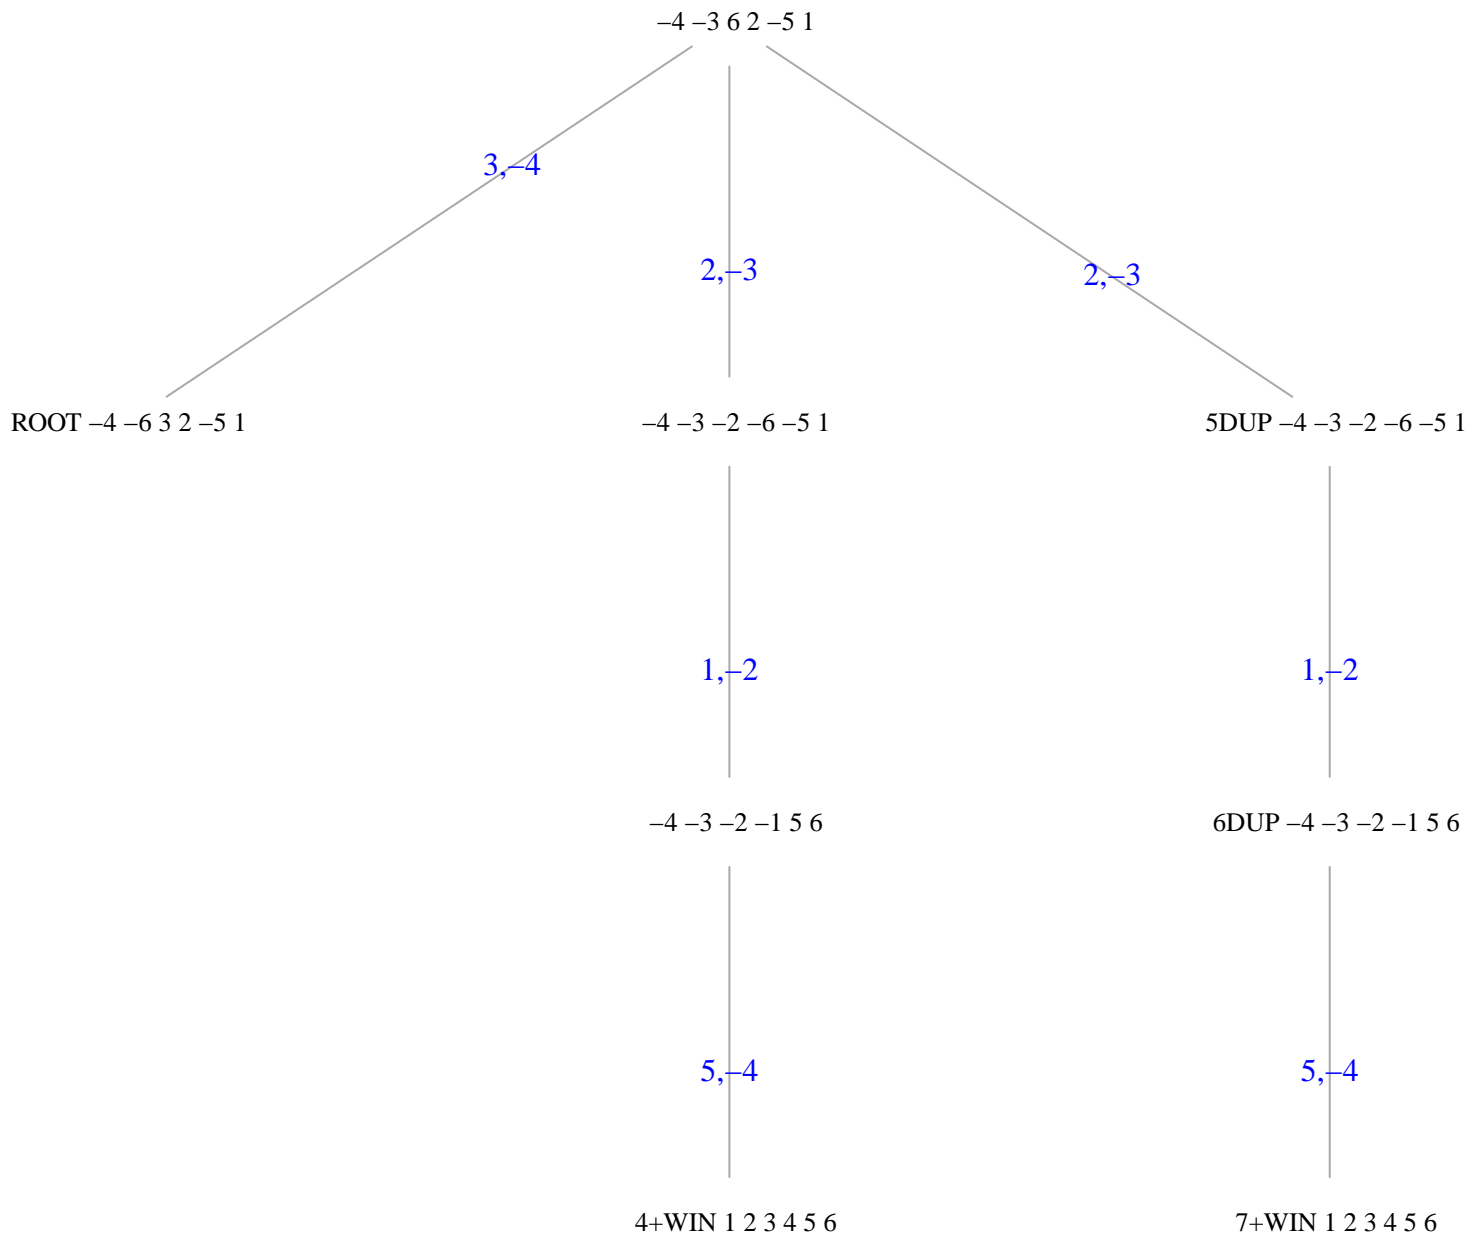 –4 –3 6 2 –5 1
3,–4
2,–3
2,–3
ROOT –4 –6 3 2 –5 1
–4 –3 –2 –6 –5 1
5DUP –4 –3 –2 –6 –5 1
1,–2
1,–2
–4 –3 –2 –1 5 6
6DUP –4 –3 –2 –1 5 6
5,–4
5,–4
4+WIN 1 2 3 4 5 6
7+WIN 1 2 3 4 5 6